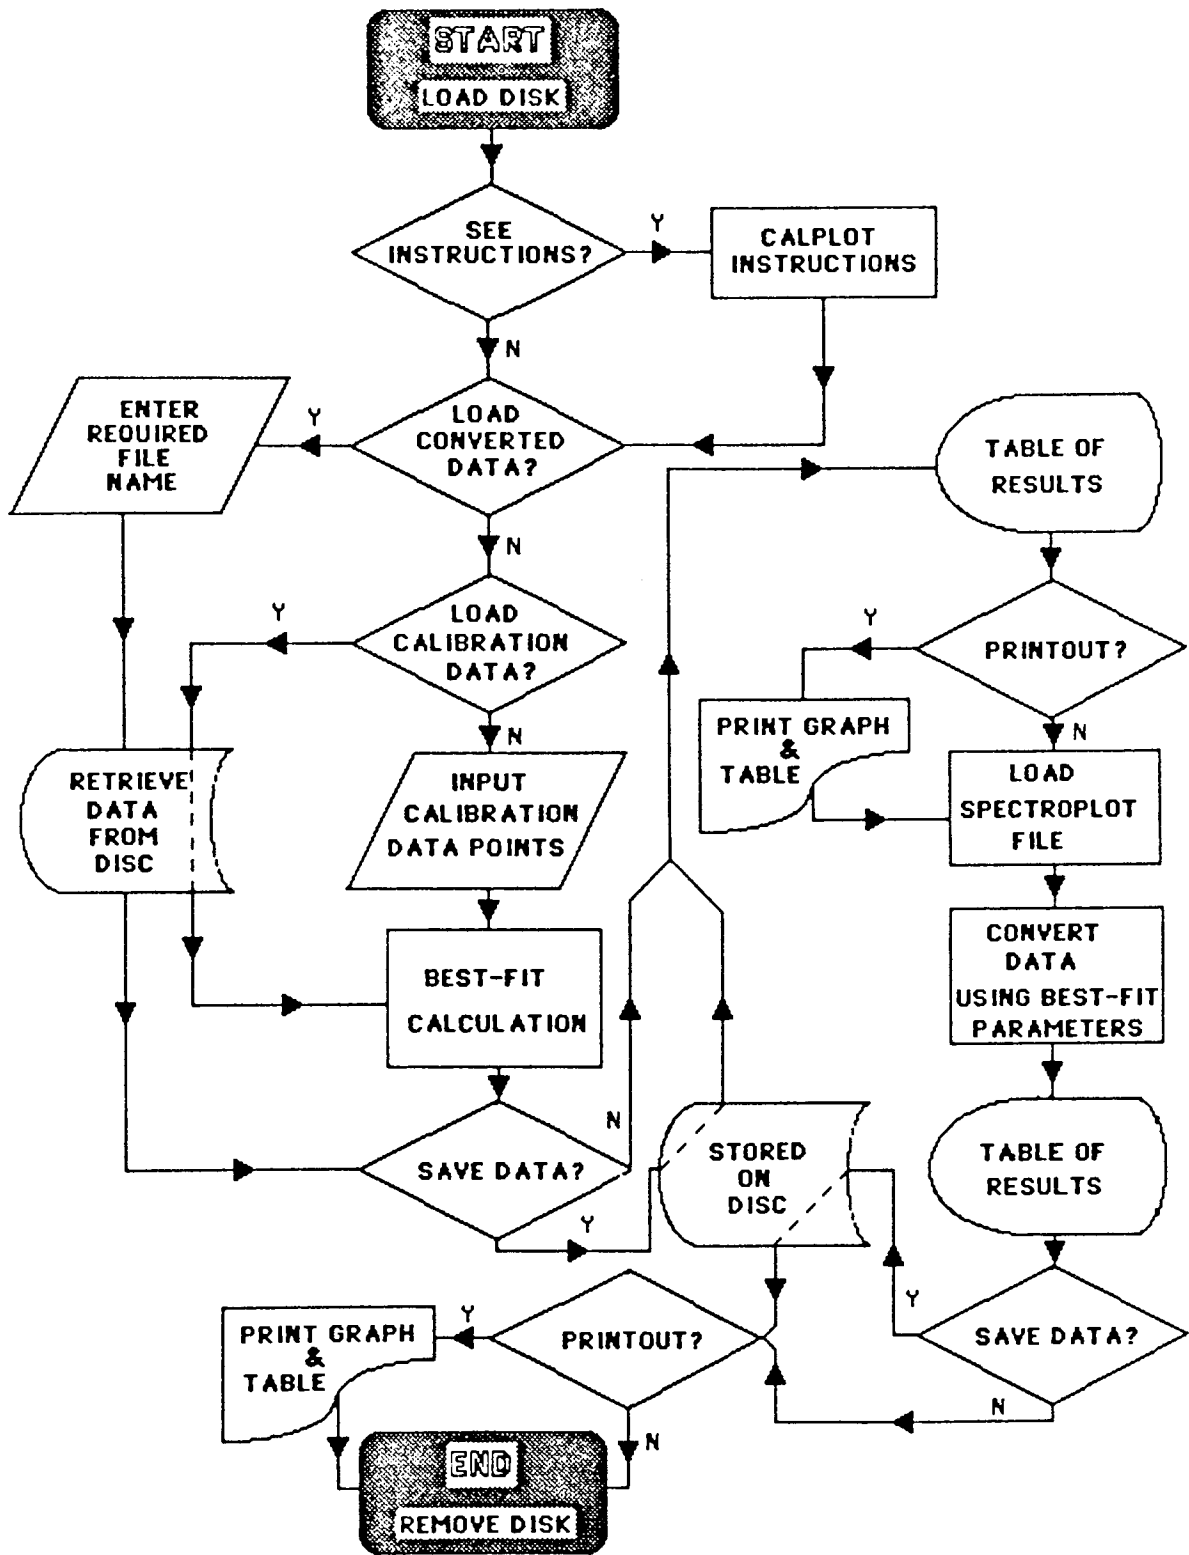 START
LOAD DISK
SEE
INSTRUCTIONS?
Y
CALPLOT
INSTRUCTIONS
N
LOAD
CONVERTED
DATA?
Y
ENTER
REQUIRED
FILE
NAME
N
LOAD
CALIBRATION
DATA?
Y
RETRIEVE
DATA
FROM
DISC
N
INPUT
CALIBRATION
DATA POINTS
BEST-FIT
CALCULATION
SAVE DATA?
N
Y
STORED
ON
DISC
TABLE OF
RESULTS
PRINTOUT?
Y
PRINT GRAPH
&
TABLE
N
LOAD
SPECTROPLOT
FILE
CONVERT
DATA
USING BEST-FIT
PARAMETERS
TABLE OF
RESULTS
SAVE DATA?
Y
N
PRINTOUT?
Y
PRINT GRAPH
&
TABLE
N
END
REMOVE DISK